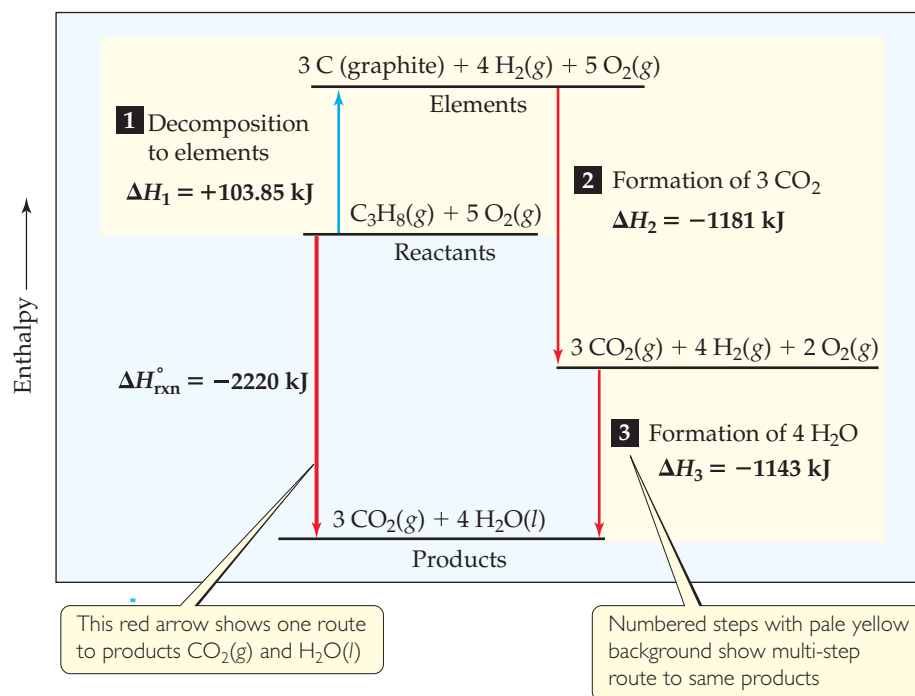 3 C (graphite) + 4 H₂(g) + 5 O₂(g)
Elements
1 Decomposition
to elements
ΔH₁ = +103.85 kJ
2 Formation of 3 CO₂
ΔH₂ = −1181 kJ
C₃H₈(g) + 5 O₂(g)
Reactants
Enthalpy
3 CO₂(g) + 4 H₂(g) + 2 O₂(g)
ΔH°rxn = −2220 kJ
3 Formation of 4 H₂O
ΔH₃ = −1143 kJ
3 CO₂(g) + 4 H₂O(l)
Products
This red arrow shows one route
to products CO₂(g) and H₂O(l)
Numbered steps with pale yellow
background show multi-step
route to same products